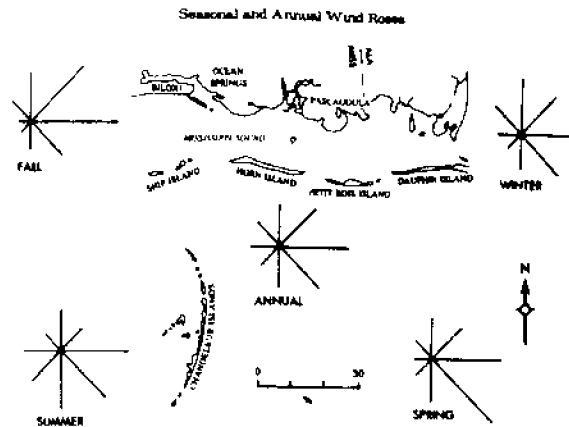 Seasonal and Annual Wind Roses
OCEAN
SPRINGS
BILOXI
PASCAGOULA
MISSISSIPPI SOUND
FALL
SHIP ISLAND
HORN ISLAND
PETIT BOIS ISLAND
DAUPHIN ISLAND
WINTER
ANNUAL
N
CHANDELEUR ISLANDS
0 30
SUMMER
SPRING